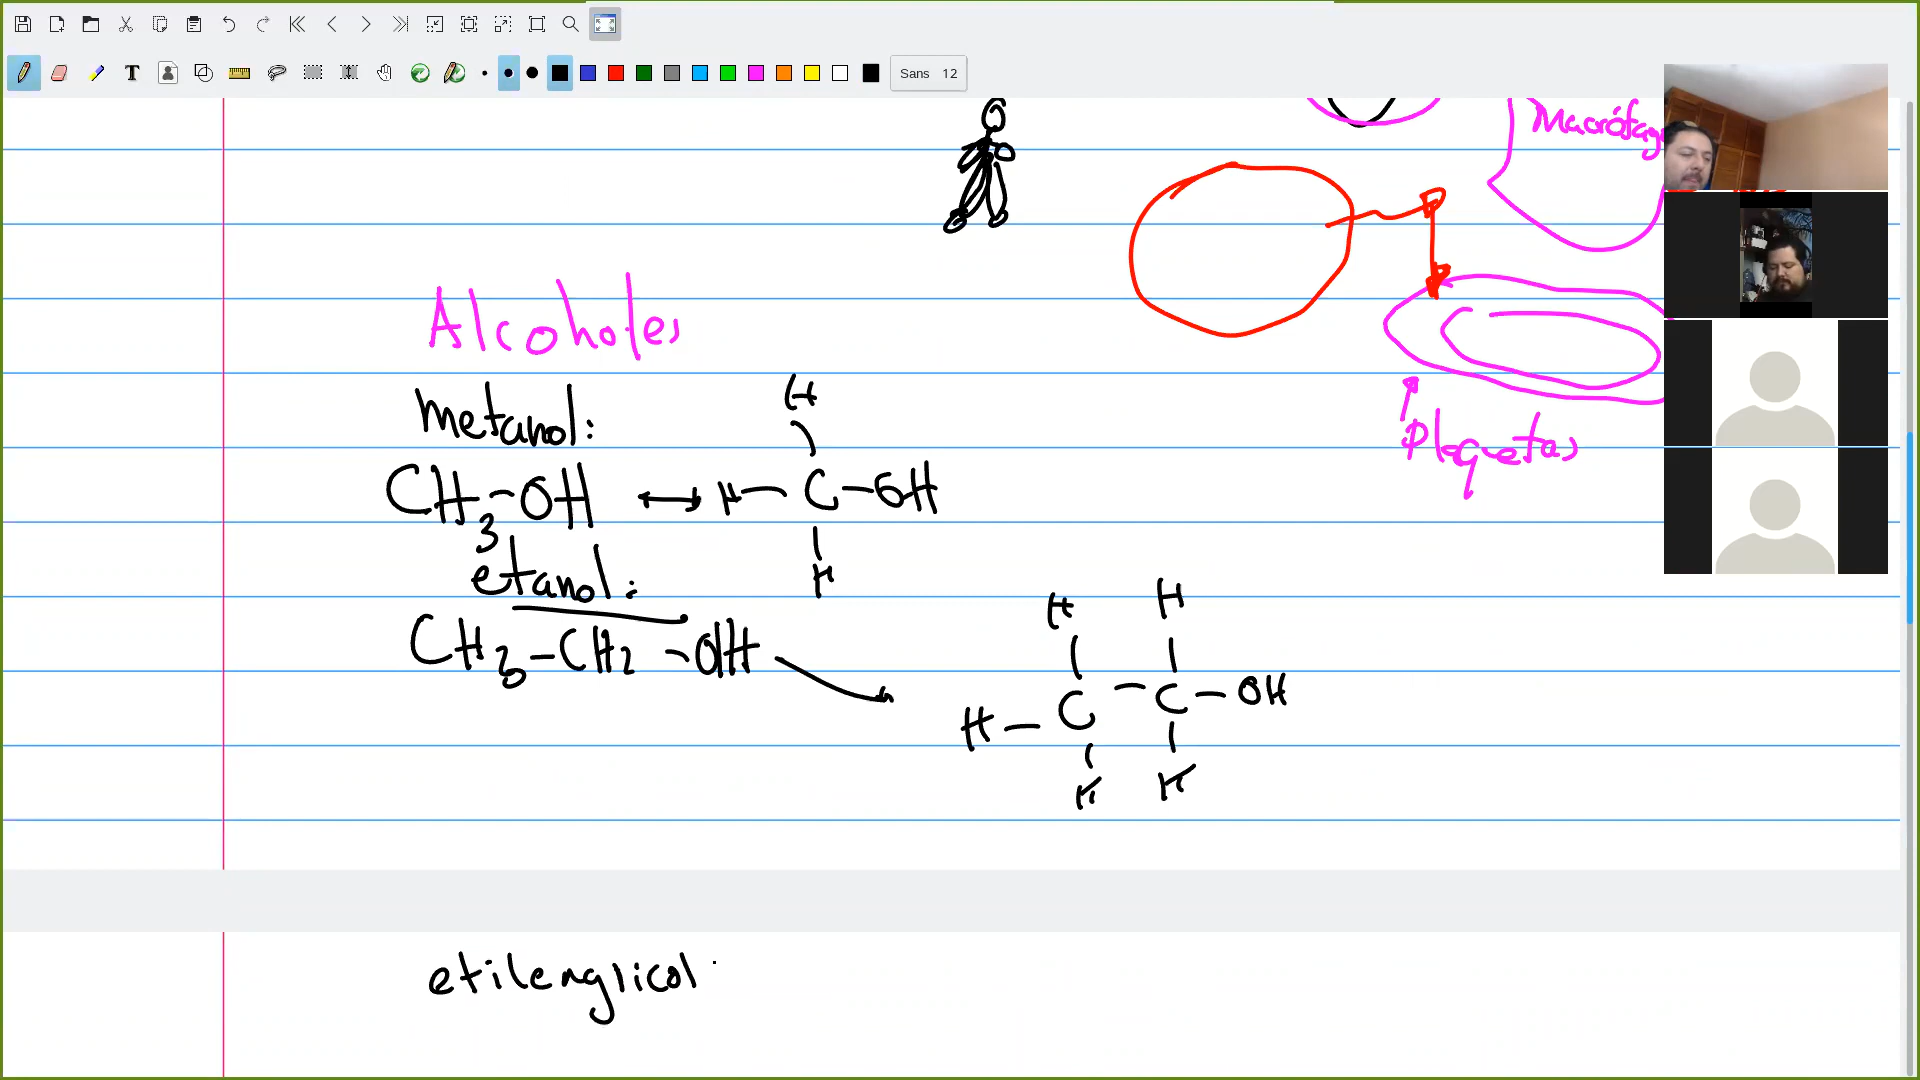 Sans 12
Macrófag
Alcoholes
Plaquetas
metanol:
H
CH3-OH ↔ H - C - OH
H
etanol:
CH3-CH2-OH
H H
H - C - C - OH
H H
etilenglicol